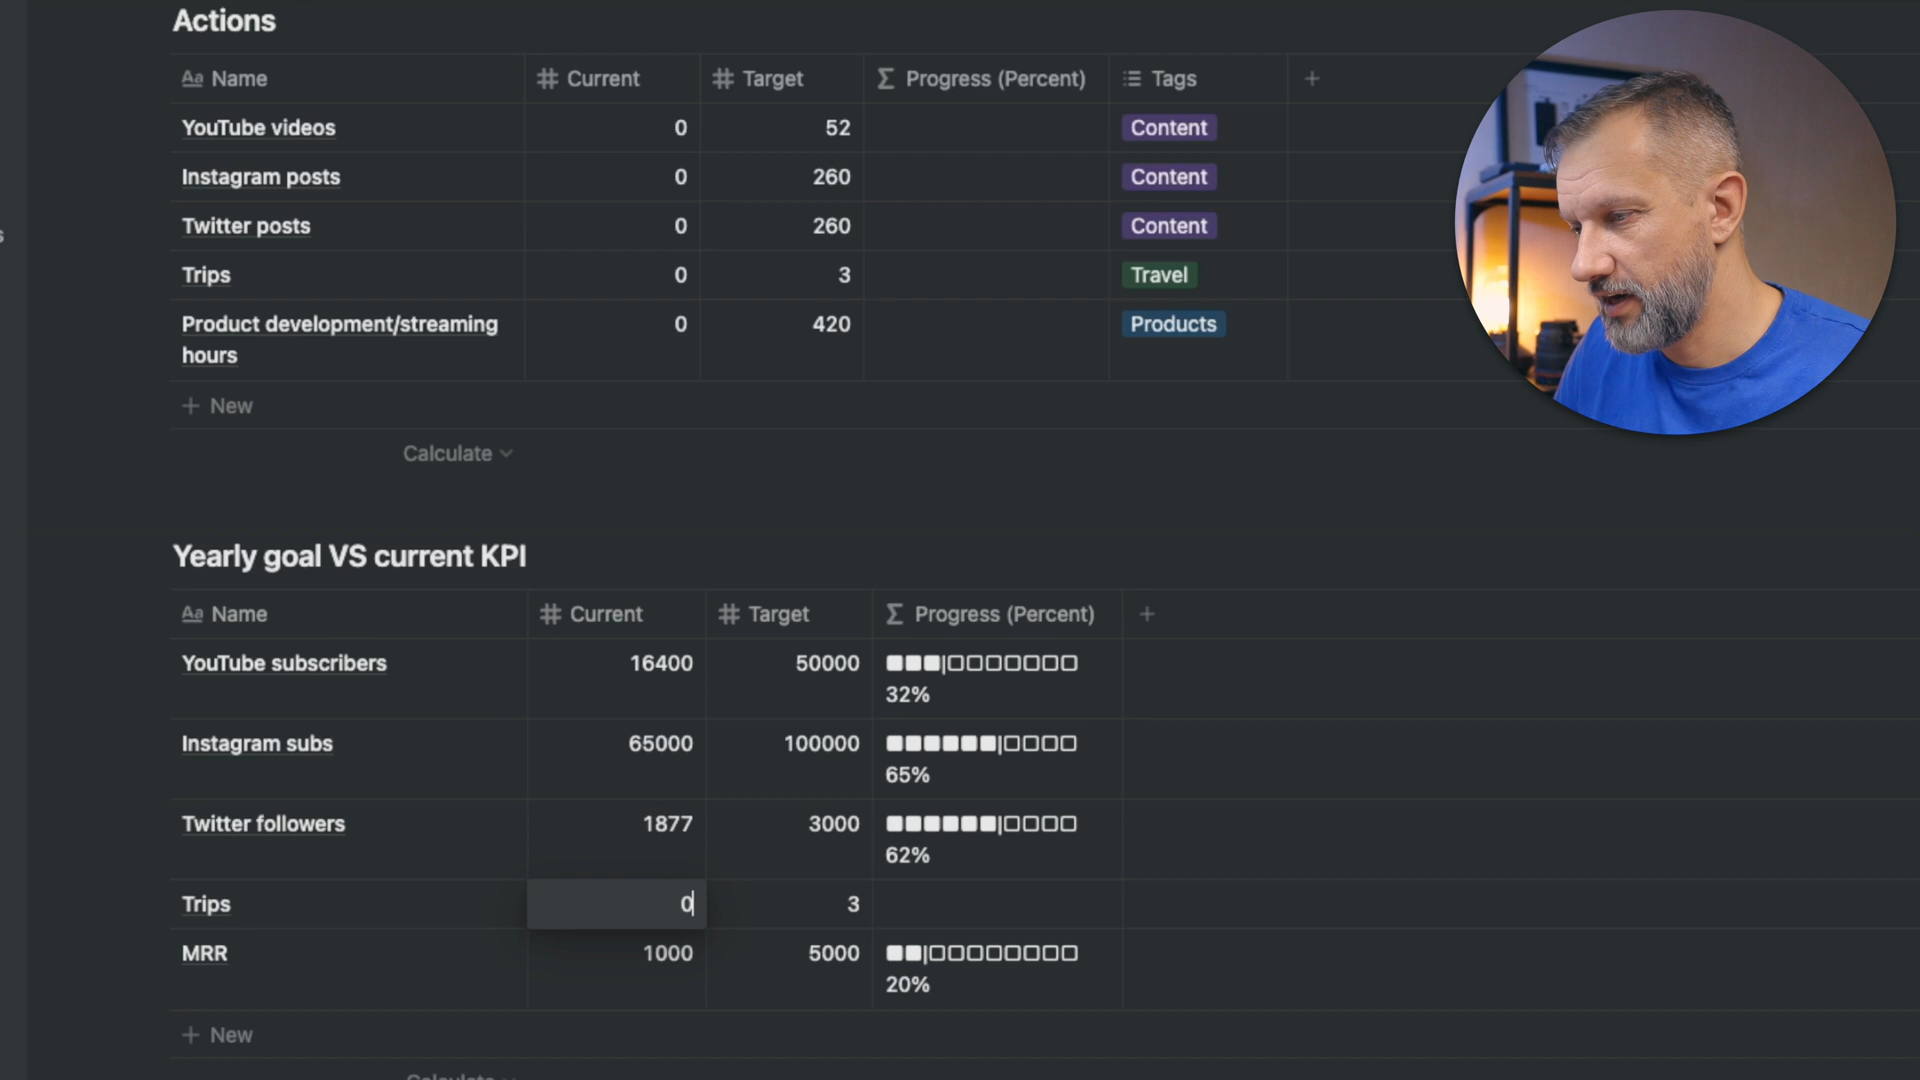 Actions
Aa Name # Current # Target Σ Progress (Percent) Tags +
YouTube videos 0 52 Content
Instagram posts 0 260 Content
Twitter posts 0 260 Content
Trips 0 3 Travel
Product development/streaming 0 420 Products
hours
+ New
Calculate
Yearly goal VS current KPI
Aa Name # Current # Target Σ Progress (Percent) +
YouTube subscribers 16400 50000
32%
Instagram subs 65000 100000
65%
Twitter followers 1877 3000
62%
Trips 0 3
MRR 1000 5000
20%
+ New
Calculate